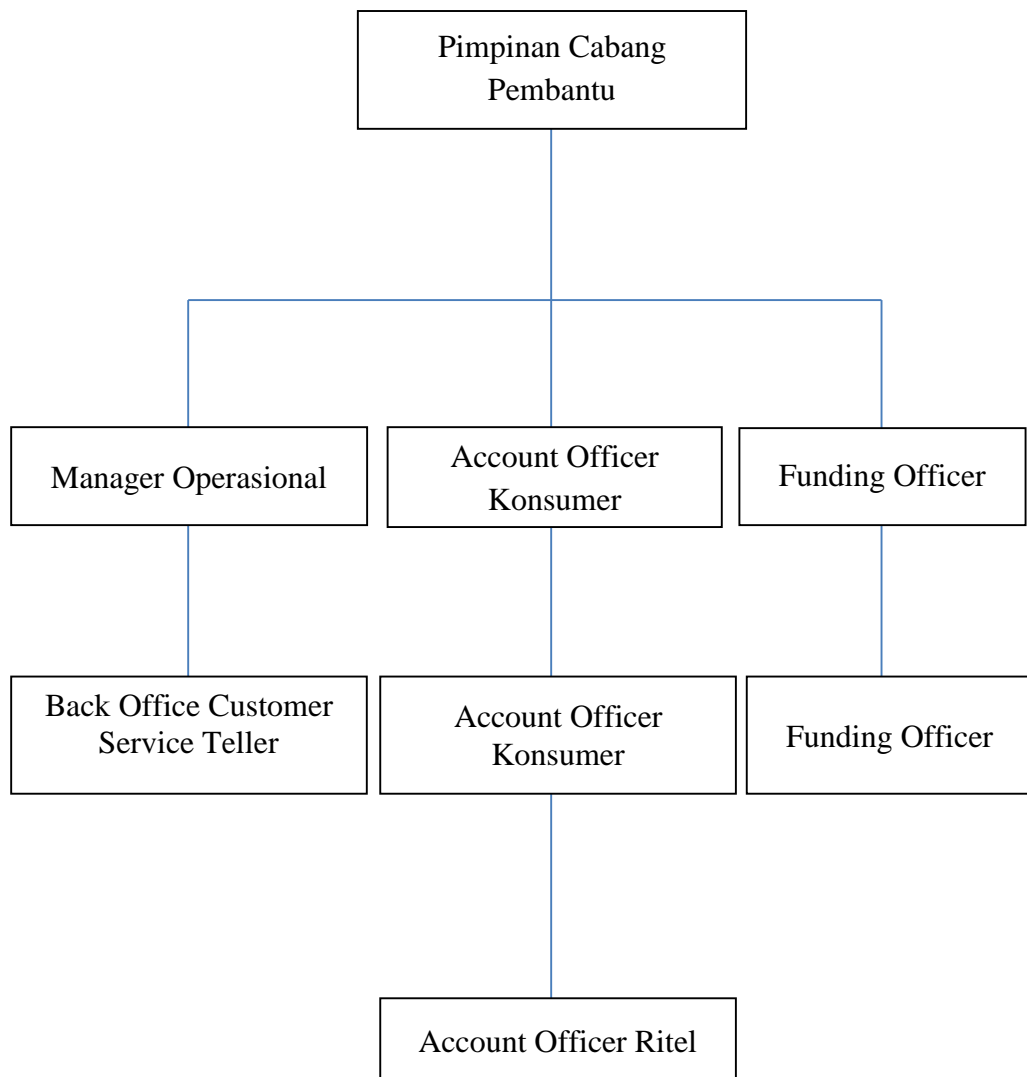 Pimpinan Cabang
Pembantu
Manager Operasional
Account Officer
Konsumer
Funding Officer
Back Office Customer
Service Teller
Account Officer
Konsumer
Funding Officer
Account Officer Ritel